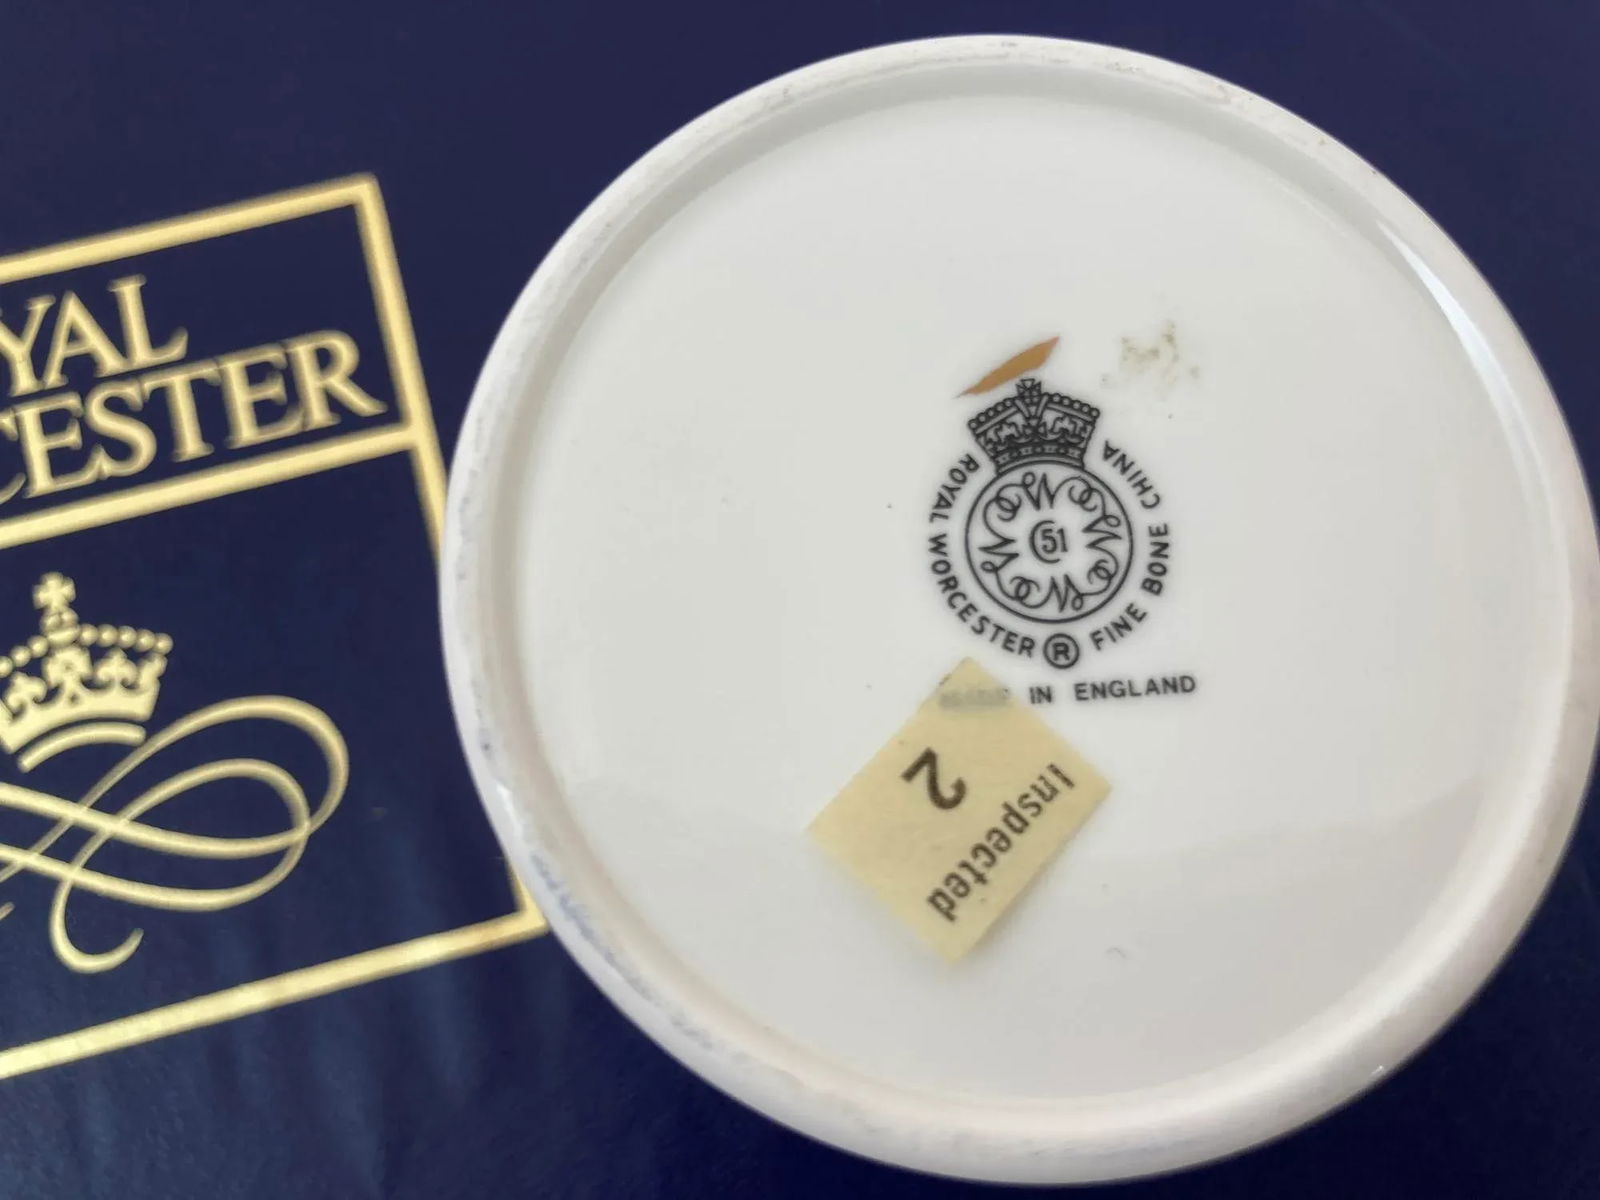 YAL
CESTER
ROYAL WORCESTER ® FINE BONE CHINA
51
IN ENGLAND
Inspected
2